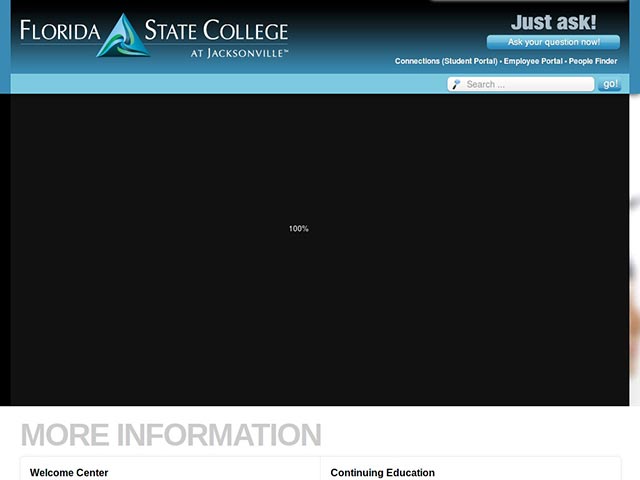 FLORIDA STATE COLLEGE
AT JACKSONVILLE™
Just ask!
Ask your question now!
Connections (Student Portal) • Employee Portal • People Finder
Search ...
go!
100%
MORE INFORMATION
Welcome Center
Continuing Education